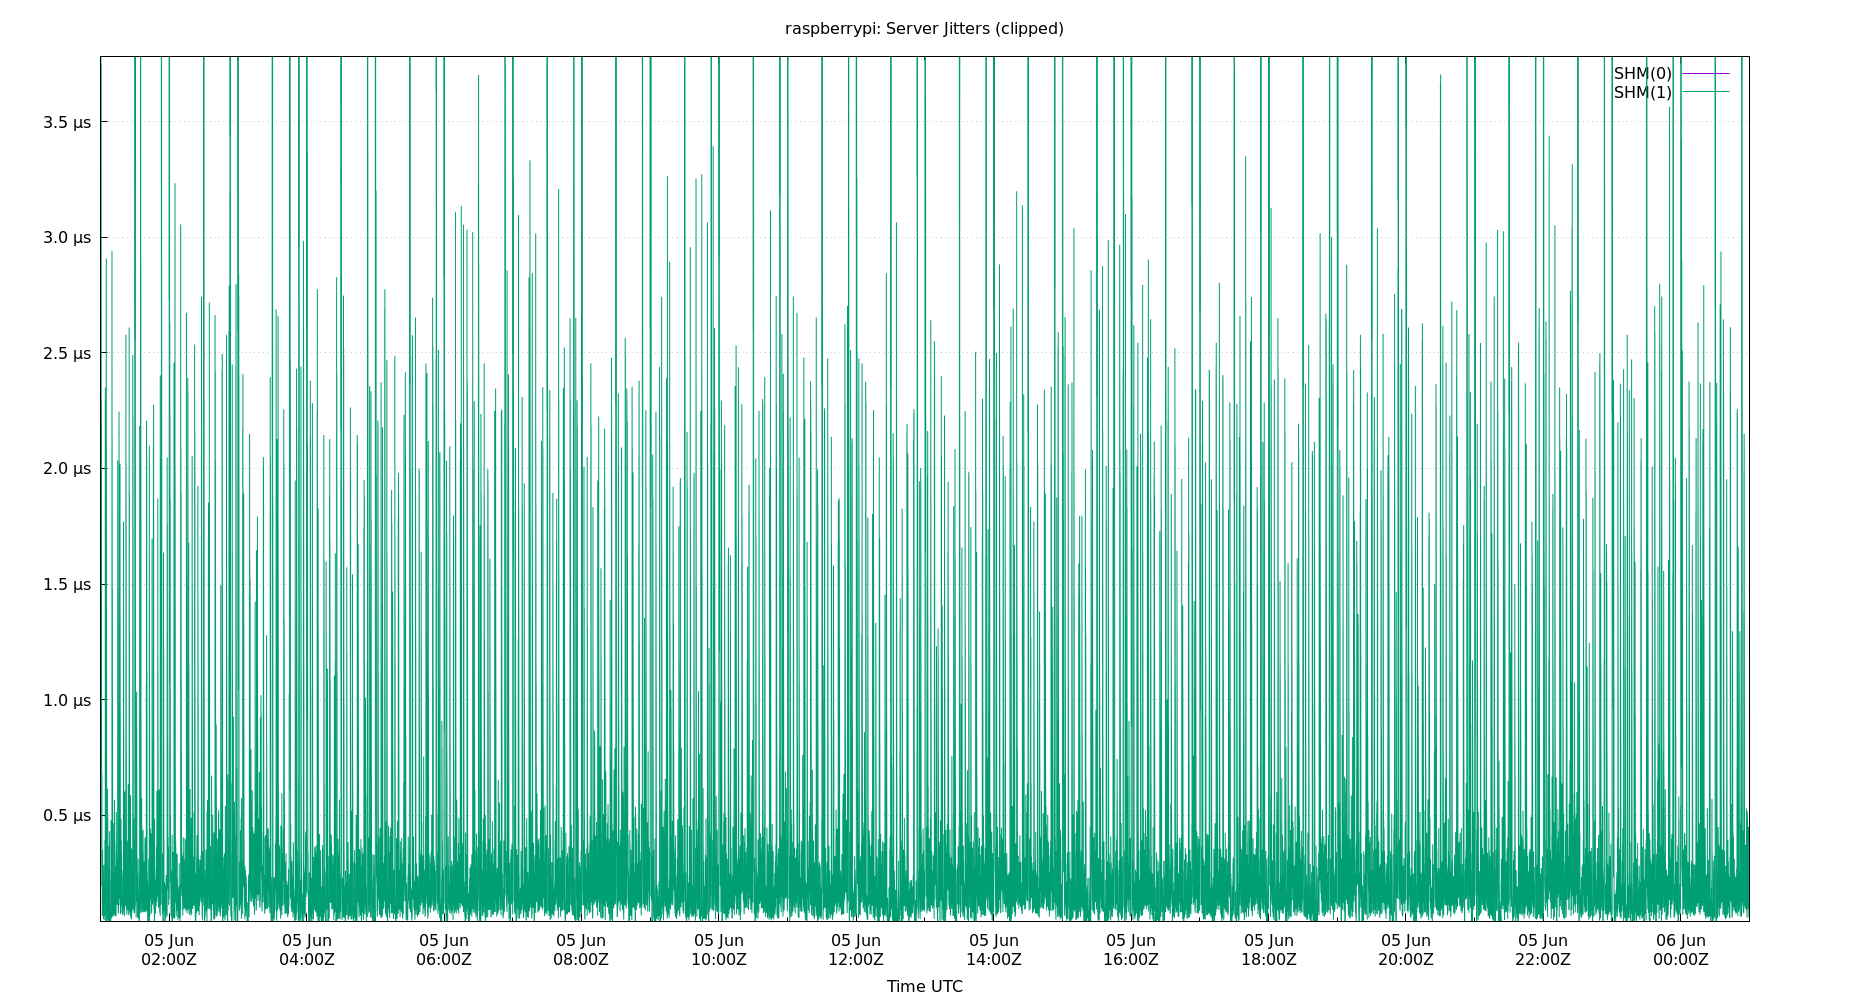 raspberrypi: Server Jitters (clipped)
SHM(0)
SHM(1)
3.5 μs
3.0 μs
2.5 μs
2.0 μs
1.5 μs
1.0 μs
0.5 μs
05 Jun 05 Jun 05 Jun 05 Jun 05 Jun 05 Jun 05 Jun 05 Jun 05 Jun 05 Jun 05 Jun 06 Jun
02:00Z 04:00Z 06:00Z 08:00Z 10:00Z 12:00Z 14:00Z 16:00Z 18:00Z 20:00Z 22:00Z 00:00Z
Time UTC